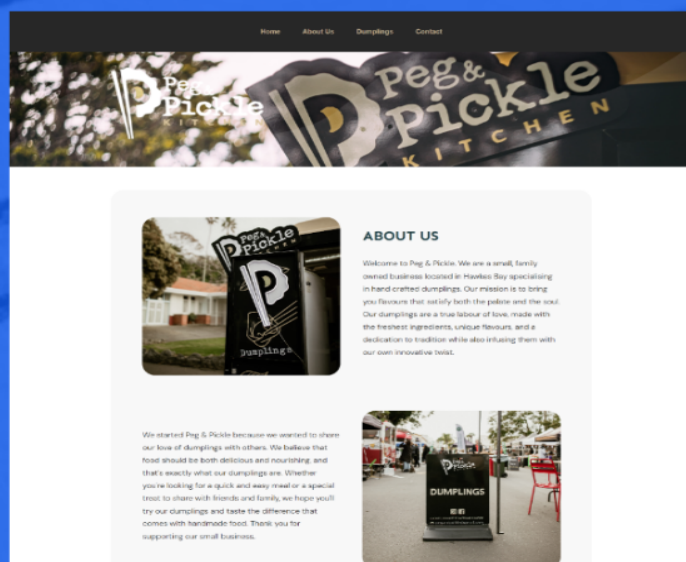 Home About Us Dumplings Contact
Peg &
Pickle
KITCHEN
Peg &
Pickle
KITCHEN
Peg &
Pickle
KITCHEN
Dumplings
ABOUT US
Welcome to Peg & Pickle. We are a small, family
owned business located in Hawkes Bay specialising
in hand crafted dumplings. Our mission is to bring
you flavours that satisfy both the palate and the soul.
Our dumplings are a true labour of love, made with
the freshest ingredients, unique flavours, and a
dedication to tradition while also infusing them with
our own innovative twist.
We started Peg & Pickle because we wanted to share
our love of dumplings with others. We believe that
food should be both delicious and nourishing, and
that's exactly what our dumplings are. Whether
you're looking for a quick and easy meal or a special
treat to share with friends and family, we hope you'll
try our dumplings and taste the difference that
comes with handmade food. Thank you for
supporting our small business.
Pickle
DUMPLINGS